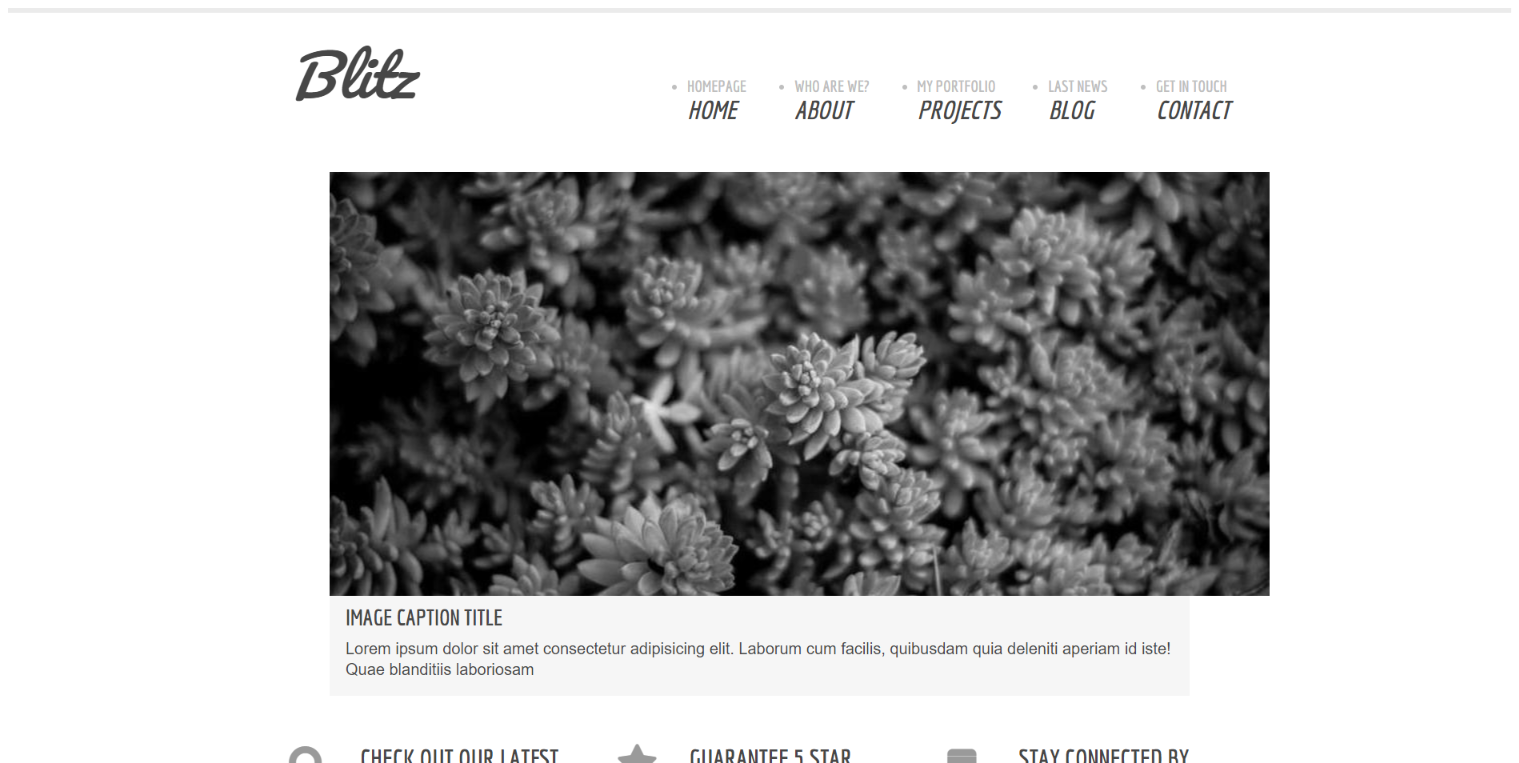 Blitz
HOMEPAGE
HOME
WHO ARE WE?
ABOUT
MY PORTFOLIO
PROJECTS
LAST NEWS
BLOG
GET IN TOUCH
CONTACT
IMAGE CAPTION TITLE
Lorem ipsum dolor sit amet consectetur adipisicing elit. Laborum cum facilis, quibusdam quia deleniti aperiam id iste!
Quae blanditiis laboriosam
CHECK OUT OUR LATEST
GUARANTEE 5 STAR
STAY CONNECTED BY